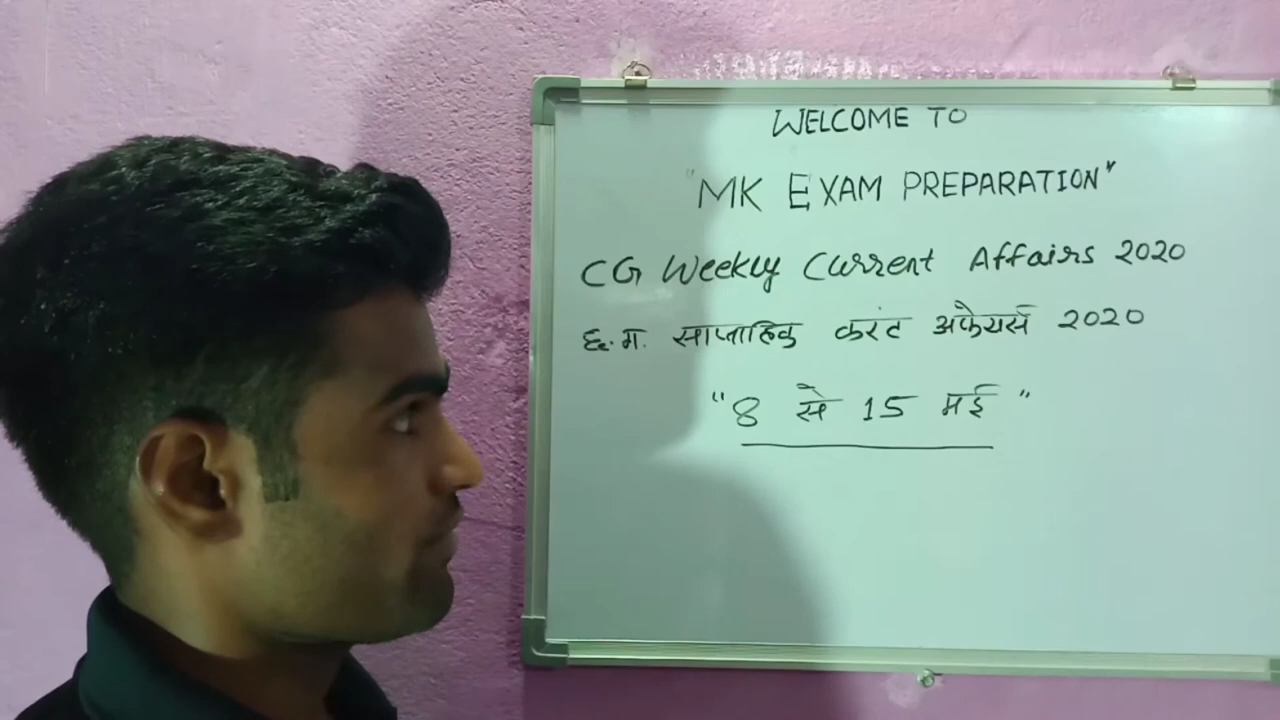 WELCOME TO
"MK EXAM PREPARATION"
CG Weekly Current Affairs 2020
छ.ग. साप्ताहिक करंट अफेयर्स 2020
"8 से 15 मई"